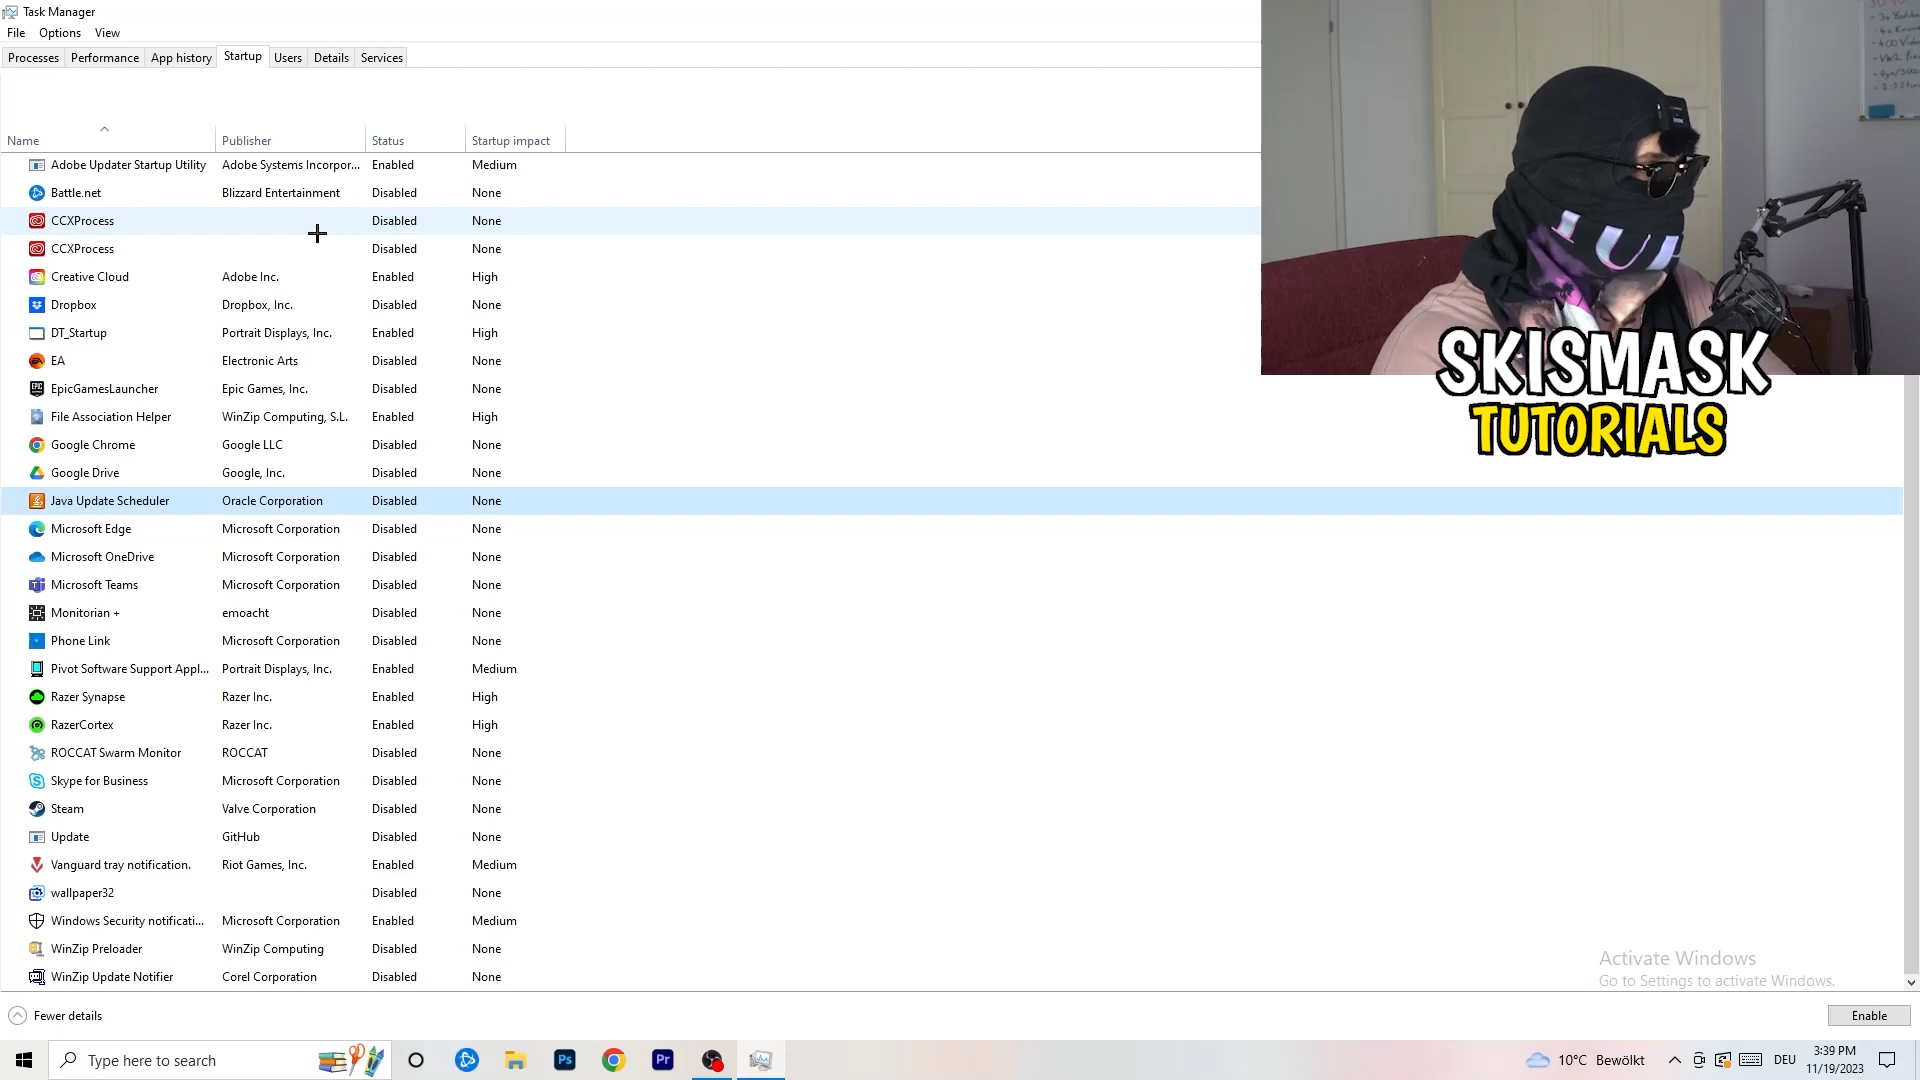 Task Manager
File Options View
Processes Performance App history Startup Users Details Services
Name Publisher Status Startup impact
Adobe Updater Startup Utility Adobe Systems Incorpor... Enabled Medium
Battle.net Blizzard Entertainment Disabled None
CCXProcess Disabled None
CCXProcess Disabled None
Creative Cloud Adobe Inc. Enabled High
Dropbox Dropbox, Inc. Disabled None
DT_Startup Portrait Displays, Inc. Enabled High
EA Electronic Arts Disabled None
EpicGamesLauncher Epic Games, Inc. Disabled None
File Association Helper WinZip Computing, S.L. Enabled High
Google Chrome Google LLC Disabled None
Google Drive Google, Inc. Disabled None
Java Update Scheduler Oracle Corporation Disabled None
Microsoft Edge Microsoft Corporation Disabled None
Microsoft OneDrive Microsoft Corporation Disabled None
Microsoft Teams Microsoft Corporation Disabled None
Monitorian + emoacht Disabled None
Phone Link Microsoft Corporation Disabled None
Pivot Software Support Appl... Portrait Displays, Inc. Enabled Medium
Razer Synapse Razer Inc. Enabled High
RazerCortex Razer Inc. Enabled High
ROCCAT Swarm Monitor ROCCAT Disabled None
Skype for Business Microsoft Corporation Disabled None
Steam Valve Corporation Disabled None
Update GitHub Disabled None
Vanguard tray notification. Riot Games, Inc. Enabled Medium
wallpaper32 Disabled None
Windows Security notificati... Microsoft Corporation Enabled Medium
WinZip Preloader WinZip Computing Disabled None
WinZip Update Notifier Corel Corporation Disabled None
SKISMASK
TUTORIALS
Activate Windows
Go to Settings to activate Windows.
Fewer details Enable
Type here to search Ps Pr 10°C Bewölkt DEU 3:39 PM
11/19/2023